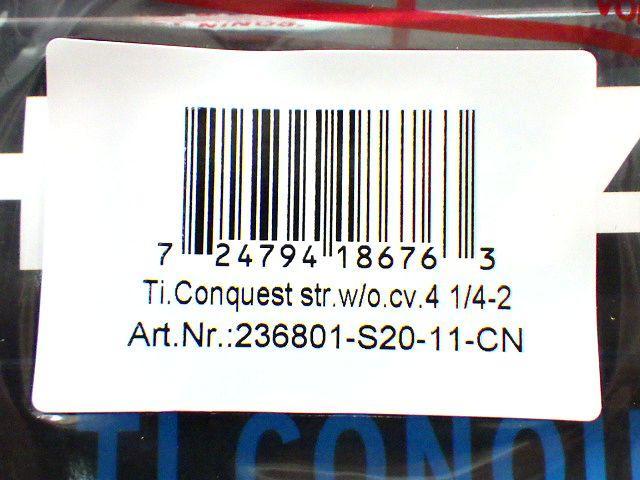 7 24794 18676 3
Ti.Conquest str.w/o.cv.4 1/4-2
Art.Nr.:236801-S20-11-CN
TI CONQU